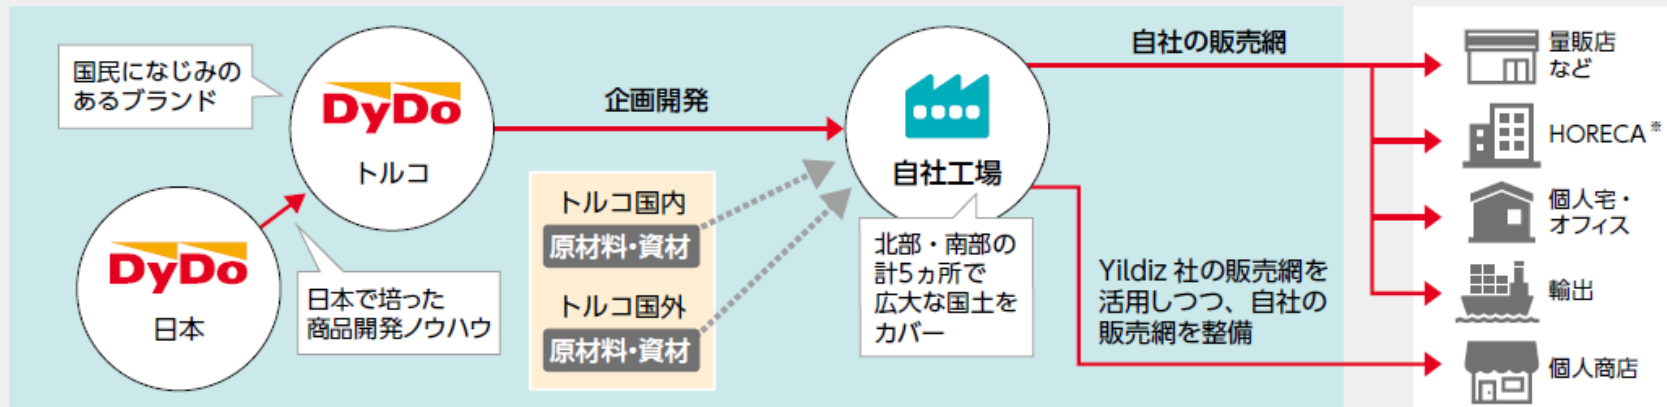 国民になじみの
あるブランド
DyDo
トルコ
DyDo
日本
日本で培った
商品開発ノウハウ
企画開発
トルコ国内
原材料・資材
トルコ国外
原材料・資材
自社工場
北部・南部の
計5ヵ所で
広大な国土を
カバー
自社の販売網
Yildiz 社の販売網を
活用しつつ、自社の
販売網を整備
量販店
など
HORECA※
個人宅・
オフィス
輸出
個人商店